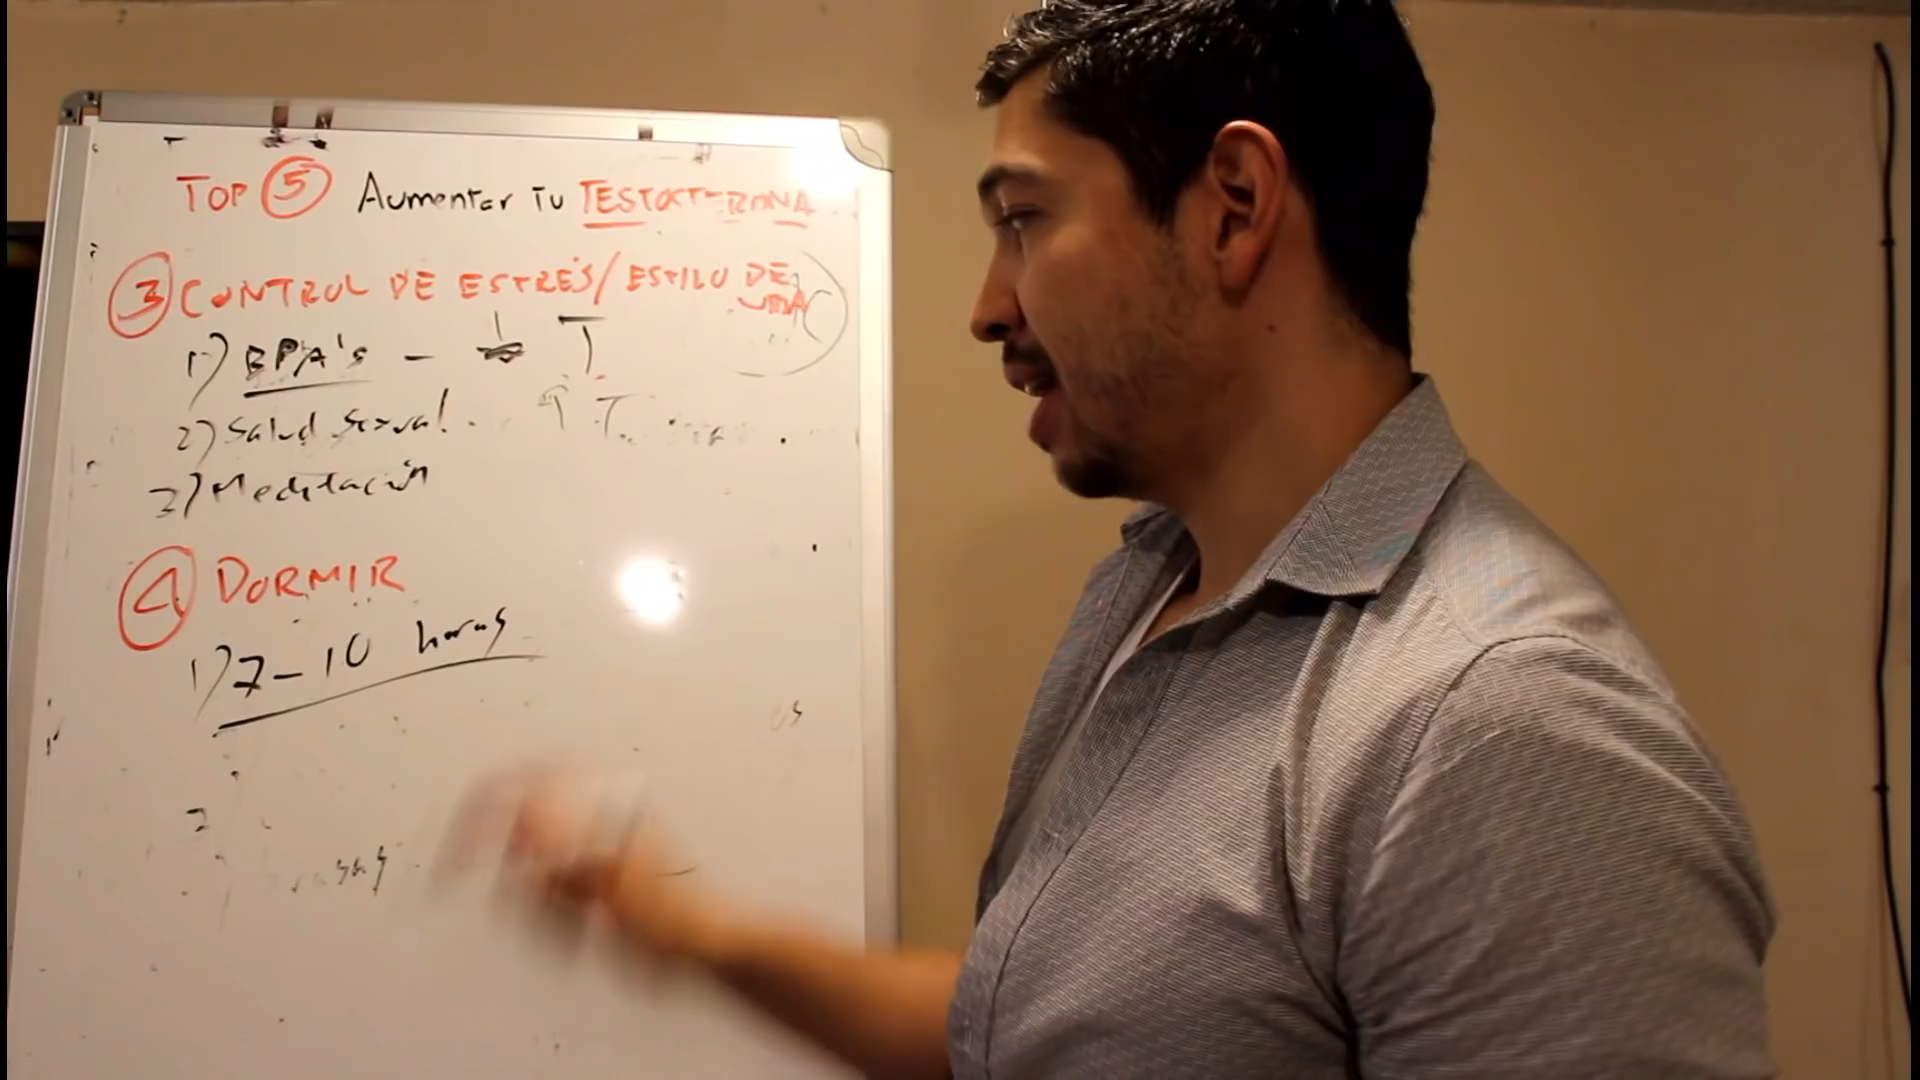 TOP 5 Aumentar Tu TESTOSTERONA
3 CONTROL DE ESTRÉS/ESTILO DE VIDA
1) BPA's - T
2) Salud Sexual. ↑ T
3) Meditación
4 DORMIR
1) 7-10 horas